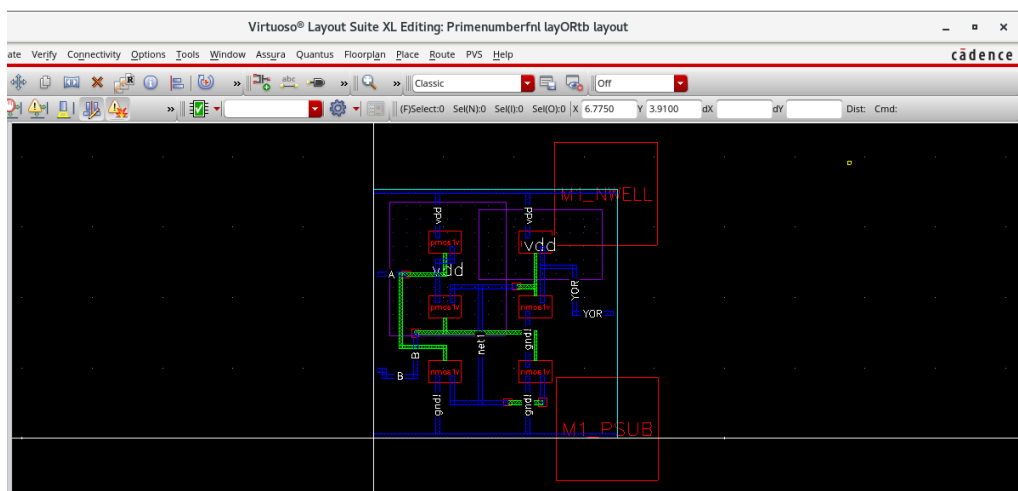 Virtuoso® Layout Suite XL Editing: Primenumberfnl layORtb layout
ate Verify Connectivity Options Tools Window Assura Quantus Floorplan Place Route PVS Help
cādence
abc
Classic
Off
(F)Select:0 Sel(N):0 Sel(I):0 Sel(O):0 X 6.7750 Y 3.9100 dX dY Dist: Cmd:
M1_NWELL
vdd
vdd
pmos1v
vdd
A
vdd
YOR
pmos1v
nmos1v
YOR
net1
gnd!
B
B
nmos1v
nmos1v
gnd!
gnd!
M1_PSUB